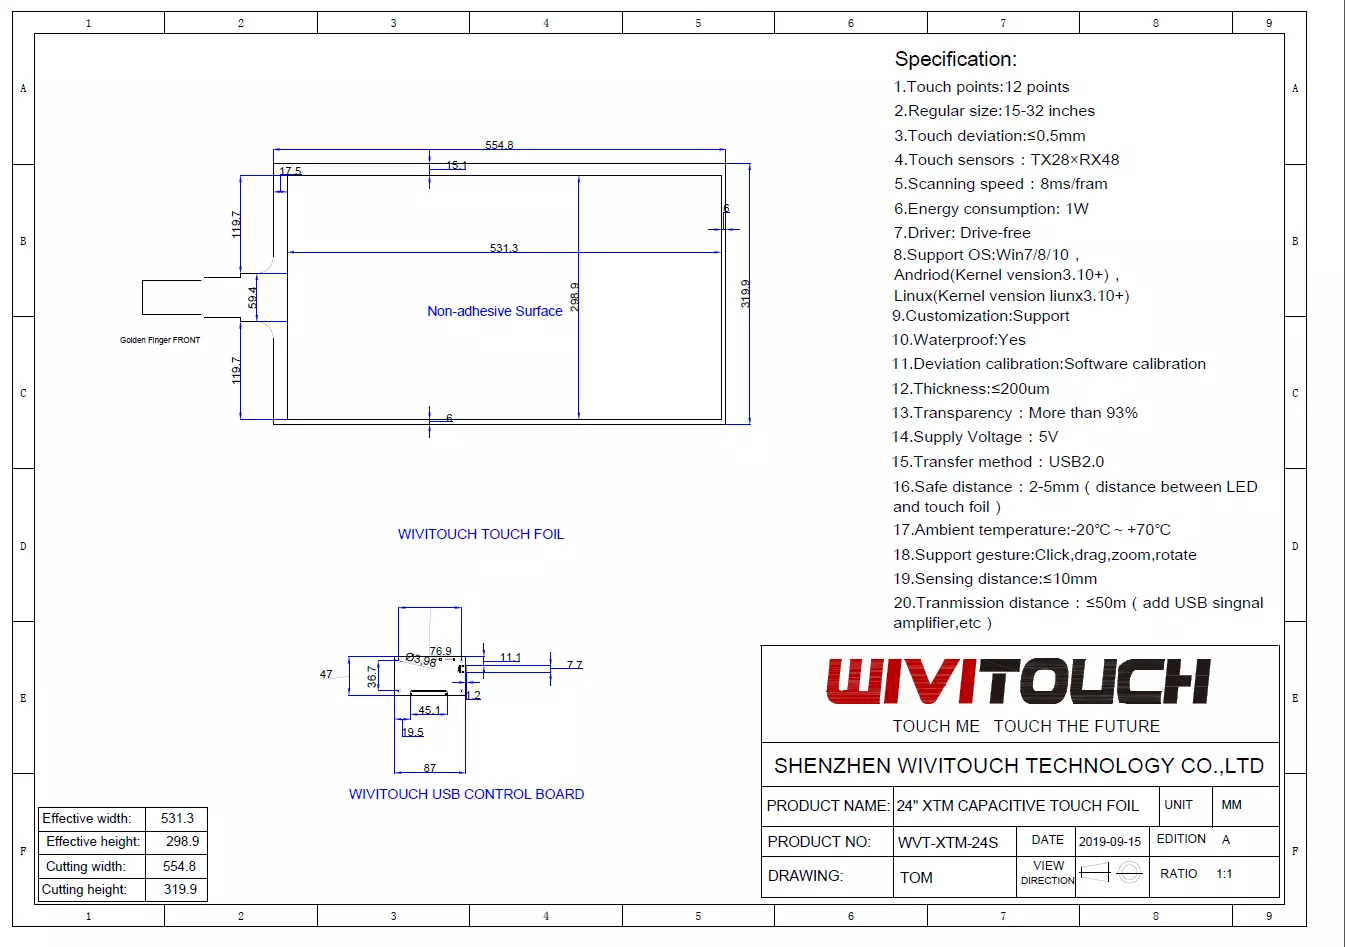 1 2 3 4 5 6 7 8 9
A A
B B
C C
D D
E E
F F
Specification:
1.Touch points:12 points
2.Regular size:15-32 inches
3.Touch deviation:≤0.5mm
4.Touch sensors：TX28×RX48
5.Scanning speed：8ms/fram
6.Energy consumption: 1W
7.Driver: Drive-free
8.Support OS:Win7/8/10，
Andriod(Kernel vension3.10+)，
Linux(Kernel vension liunx3.10+)
9.Customization:Support
10.Waterproof:Yes
11.Deviation calibration:Software calibration
12.Thickness:≤200um
13.Transparency：More than 93%
14.Supply Voltage：5V
15.Transfer method：USB2.0
16.Safe distance：2-5mm（distance between LED
and touch foil）
17.Ambient temperature:-20℃～+70℃
18.Support gesture:Click,drag,zoom,rotate
19.Sensing distance:≤10mm
20.Tranmission distance：≤50m（add USB singnal
amplifier,etc）
554.8
15.1
17.5
6
119.7
531.3
59.4
298.9
319.9
Non-adhesive Surface
Golden Finger FRONT
119.7
6
WIVITOUCH TOUCH FOIL
76.9
Ø3,98
11.1
7.7
47
36.7
1.2
45.1
19.5
87
WIVITOUCH USB CONTROL BOARD
Effective width: 531.3
Effective height: 298.9
Cutting width: 554.8
Cutting height: 319.9
WIVITOUCH
TOUCH ME TOUCH THE FUTURE
SHENZHEN WIVITOUCH TECHNOLOGY CO.,LTD
PRODUCT NAME: 24" XTM CAPACITIVE TOUCH FOIL UNIT MM
PRODUCT NO: WVT-XTM-24S DATE 2019-09-15 EDITION A
DRAWING: TOM VIEW DIRECTION RATIO 1:1
1 2 3 4 5 6 7 8 9